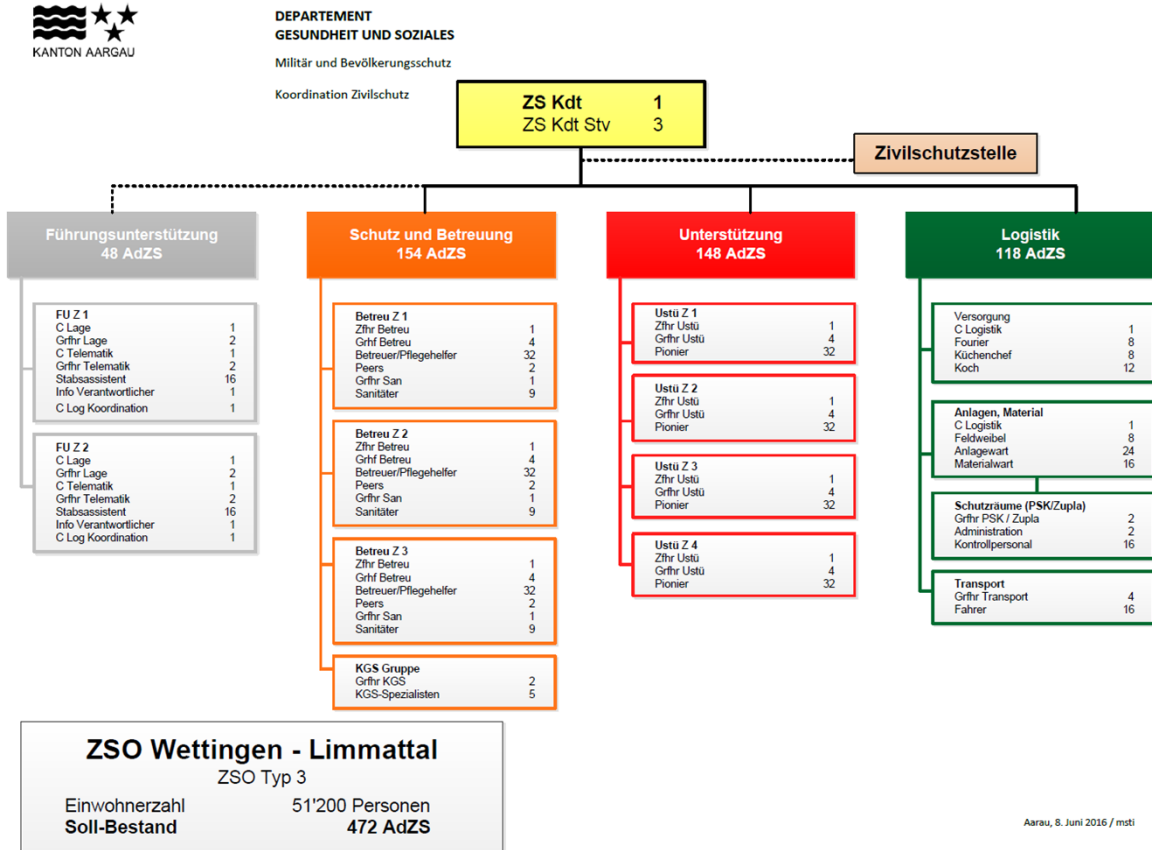 KANTON AARGAU
DEPARTEMENT
GESUNDHEIT UND SOZIALES
Militär und Bevölkerungsschutz
Koordination Zivilschutz
ZS Kdt 1
ZS Kdt Stv 3
Zivilschutzstelle
Führungsunterstützung
48 AdZS
FU Z 1
C Lage 1
Grfhr Lage 2
C Telematik 1
Grfhr Telematik 2
Stabsassistent 16
Info Verantwortlicher 1
C Log Koordination 1
FU Z 2
C Lage 1
Grfhr Lage 2
C Telematik 1
Grfhr Telematik 2
Stabsassistent 16
Info Verantwortlicher 1
C Log Koordination 1
Schutz und Betreuung
154 AdZS
Betreu Z 1
Zfhr Betreu 1
Grhf Betreu 4
Betreuer/Pflegehelfer 32
Peers 2
Grfhr San 1
Sanitäter 9
Betreu Z 2
Zfhr Betreu 1
Grhf Betreu 4
Betreuer/Pflegehelfer 32
Peers 2
Grfhr San 1
Sanitäter 9
Betreu Z 3
Zfhr Betreu 1
Grhf Betreu 4
Betreuer/Pflegehelfer 32
Peers 2
Grfhr San 1
Sanitäter 9
KGS Gruppe
Grfhr KGS 2
KGS-Spezialisten 5
Unterstützung
148 AdZS
Ustü Z 1
Zfhr Ustü 1
Grfhr Ustü 4
Pionier 32
Ustü Z 2
Zfhr Ustü 1
Grfhr Ustü 4
Pionier 32
Ustü Z 3
Zfhr Ustü 1
Grfhr Ustü 4
Pionier 32
Ustü Z 4
Zfhr Ustü 1
Grfhr Ustü 4
Pionier 32
Logistik
118 AdZS
Versorgung
C Logistik 1
Fourier 8
Küchenchef 8
Koch 12
Anlagen, Material
C Logistik 1
Feldweibel 8
Anlagewart 24
Materialwart 16
Schutzräume (PSK/Zupla)
Grfhr PSK / Zupla 2
Administration 2
Kontrollpersonal 16
Transport
Grfhr Transport 4
Fahrer 16
ZSO Wettingen - Limmattal
ZSO Typ 3
Einwohnerzahl 51'200 Personen
Soll-Bestand 472 AdZS
Aarau, 8. Juni 2016 / msti